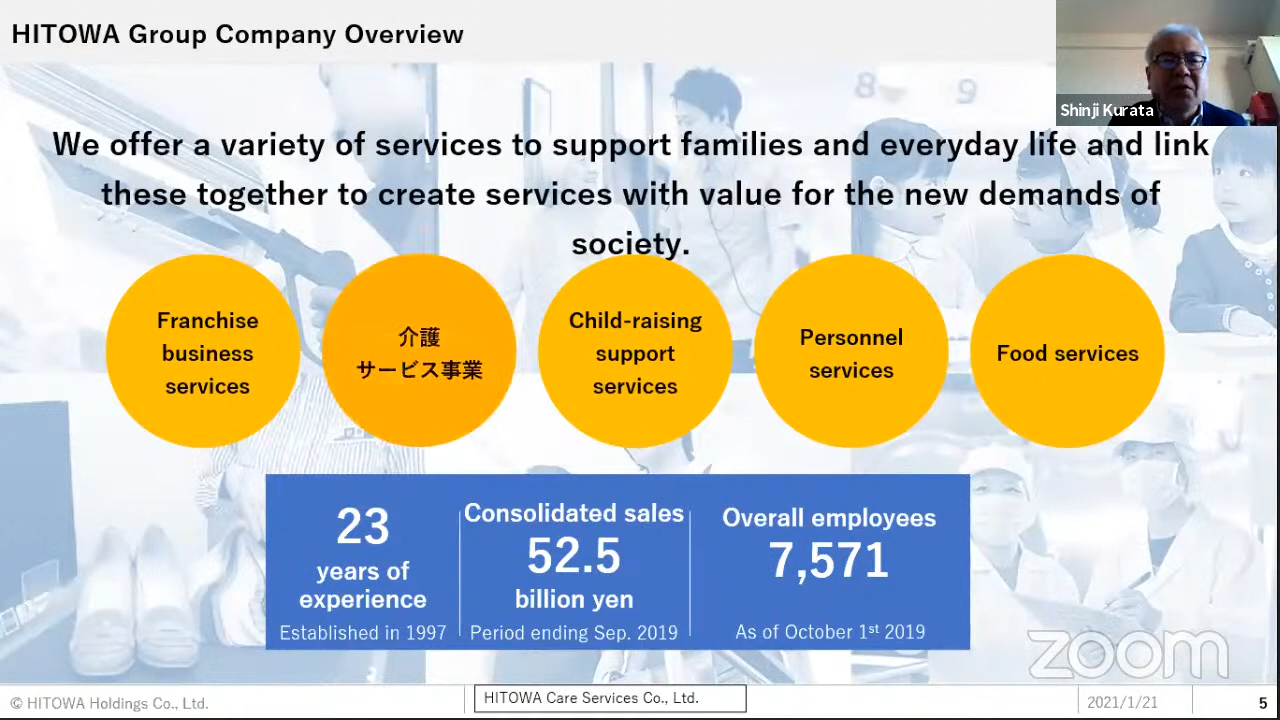 HITOWA Group Company Overview
Shinji Kurata
We offer a variety of services to support families and everyday life and link
these together to create services with value for the new demands of
society.
Franchise
business
services
介護
サービス事業
Child-raising
support
services
Personnel
services
Food services
23
years of
experience
Established in 1997
Consolidated sales
52.5
billion yen
Period ending Sep. 2019
Overall employees
7,571
As of October 1st 2019
8 9
zoom
© HITOWA Holdings Co., Ltd.
HITOWA Care Services Co., Ltd.
2021/1/21
5